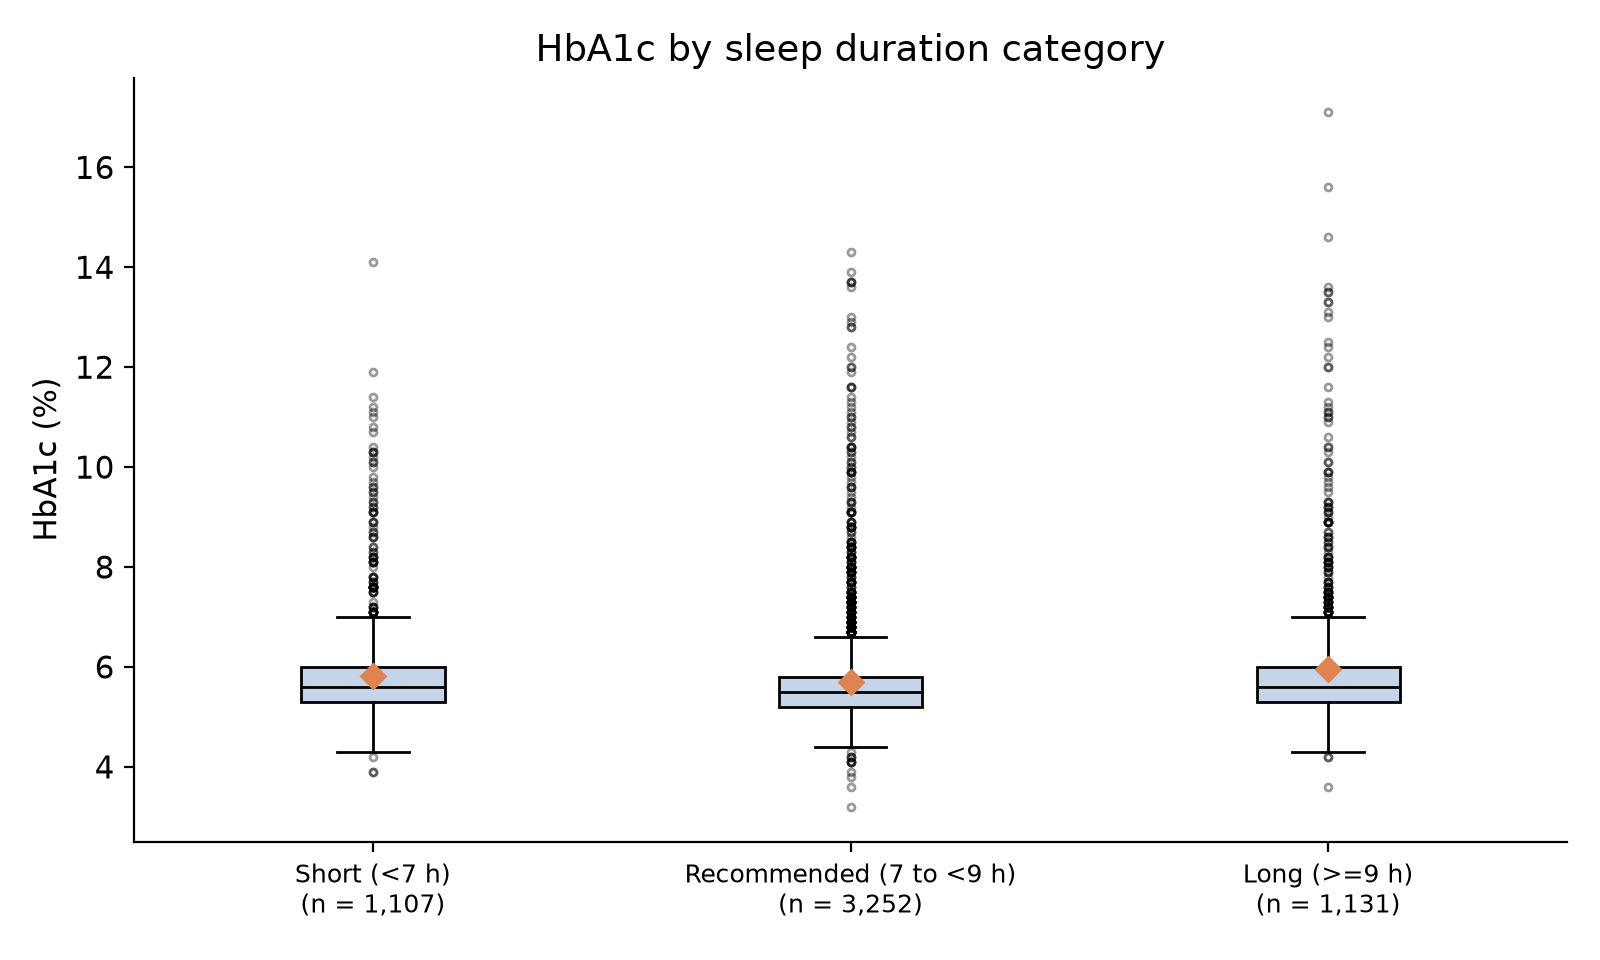 HbA1c by sleep duration category
HbA1c (%)
16
14
12
10
8
6
4
Short (<7 h)
(n = 1,107)
Recommended (7 to <9 h)
(n = 3,252)
Long (>=9 h)
(n = 1,131)